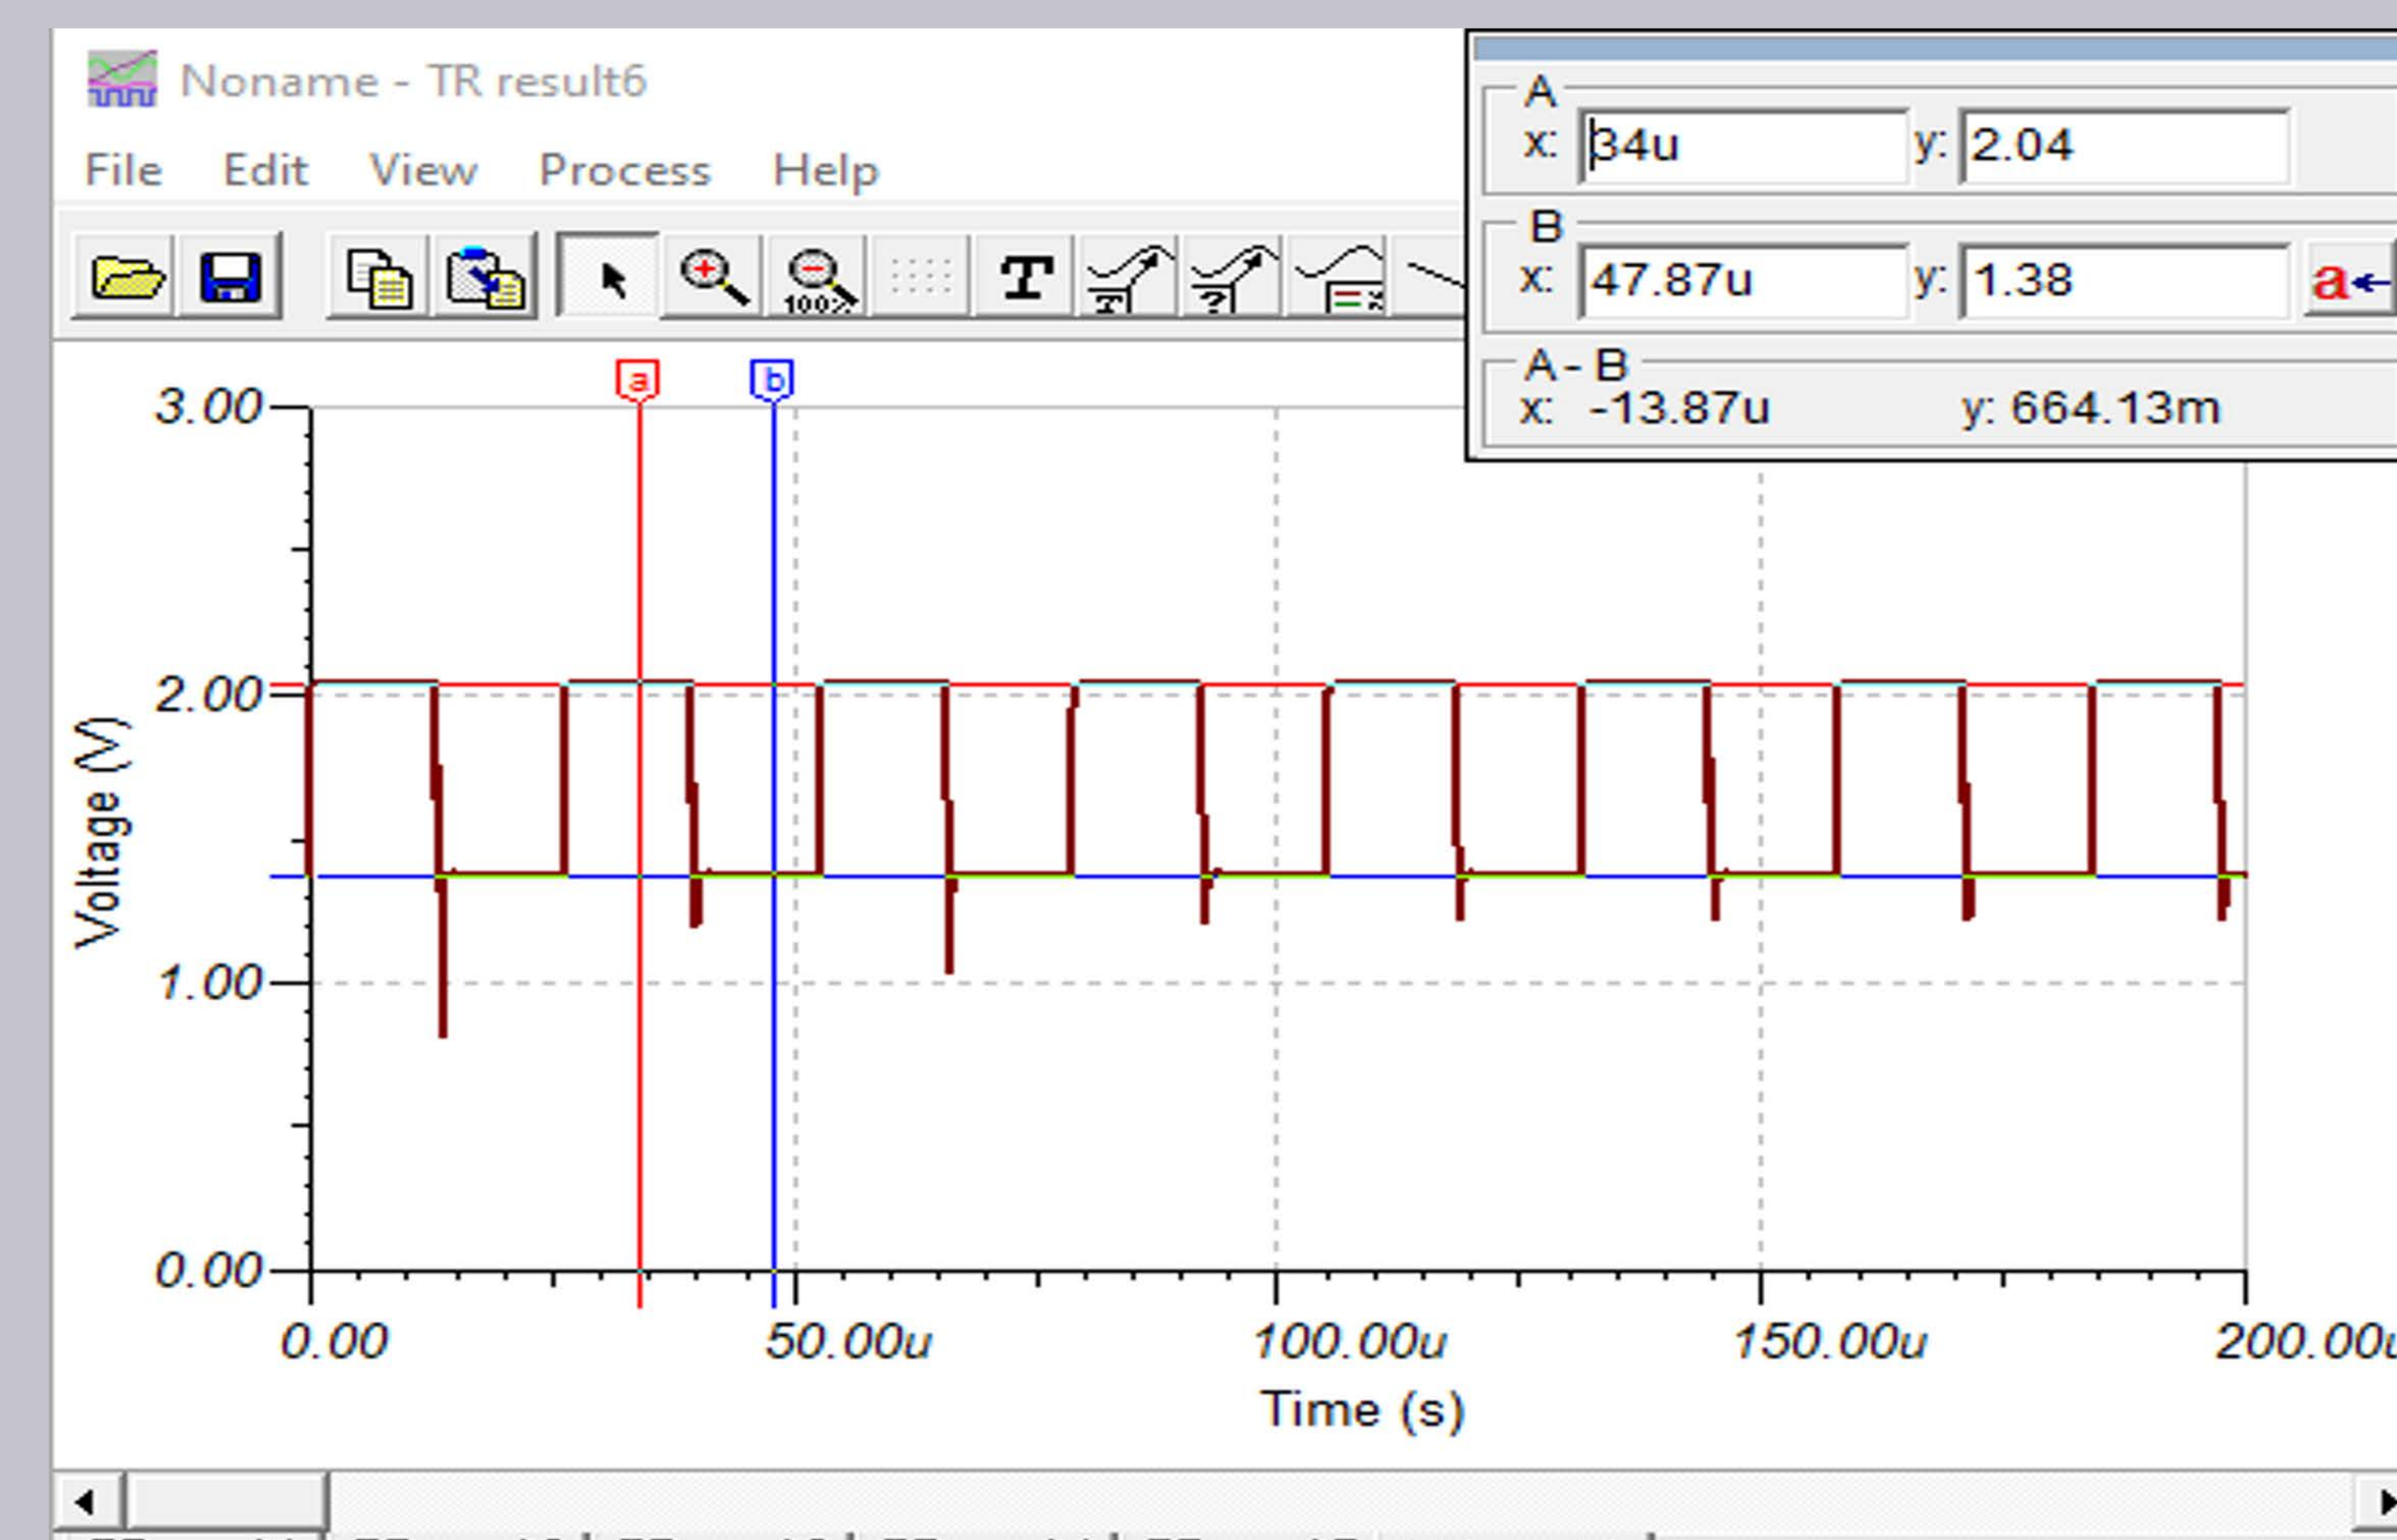 Noname - TR result6
File Edit View Process Help
100%
T
T
?
A
x: 34u y: 2.04
B
x: 47.87u y: 1.38
a
A - B
x: -13.87u y: 664.13m
a b
3.00
2.00
1.00
0.00
Voltage (V)
0.00 50.00u 100.00u 150.00u 200.00u
Time (s)